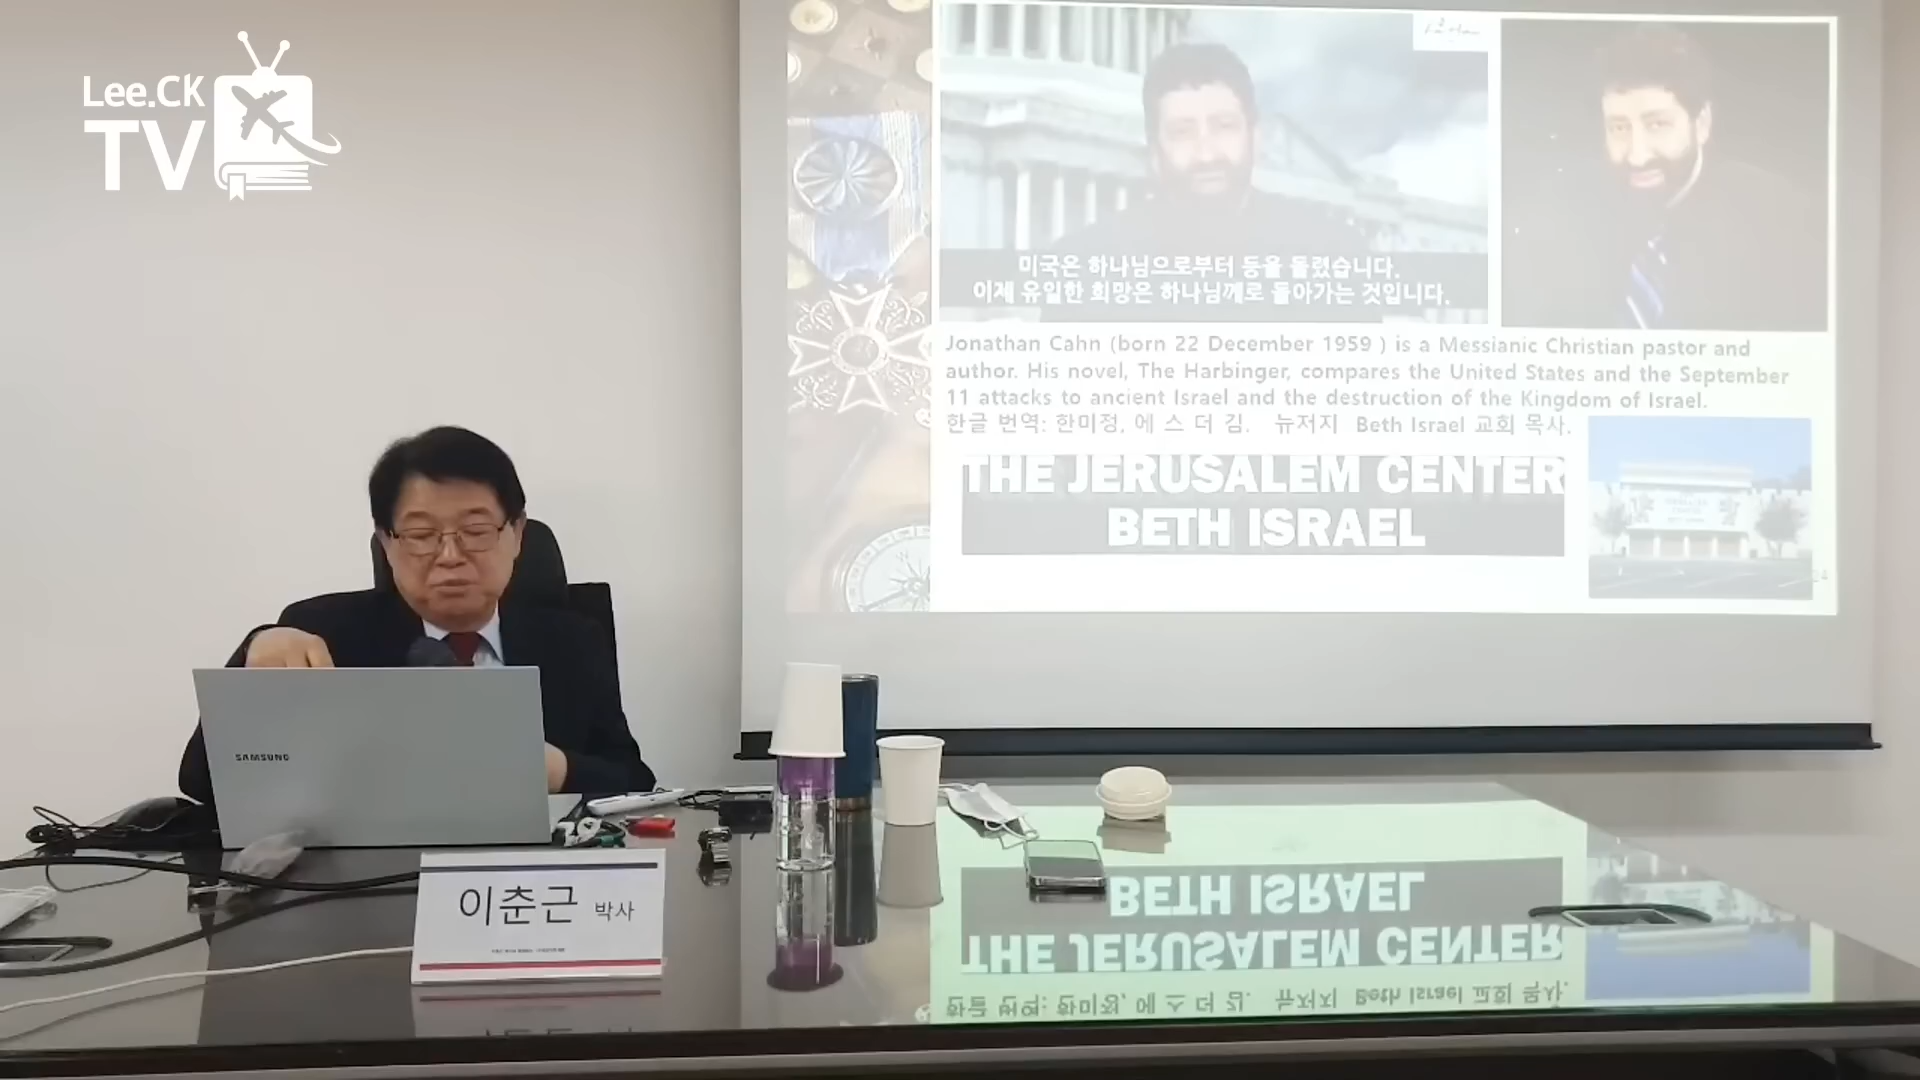 Lee.CK
TV
미국은 하나님으로부터 등을 돌렸습니다.
이제 유일한 희망은 하나님께로 돌아가는 것입니다.
Jonathan Cahn (born 22 December 1959 ) is a Messianic Christian pastor and
author. His novel, The Harbinger, compares the United States and the September
11 attacks to ancient Israel and the destruction of the Kingdom of Israel.
한글 번역: 한미정, 에 스 더 김. 뉴저지 Beth Israel 교회 목사.
THE JERUSALEM CENTER
BETH ISRAEL
SAMSUNG
이춘근 박사